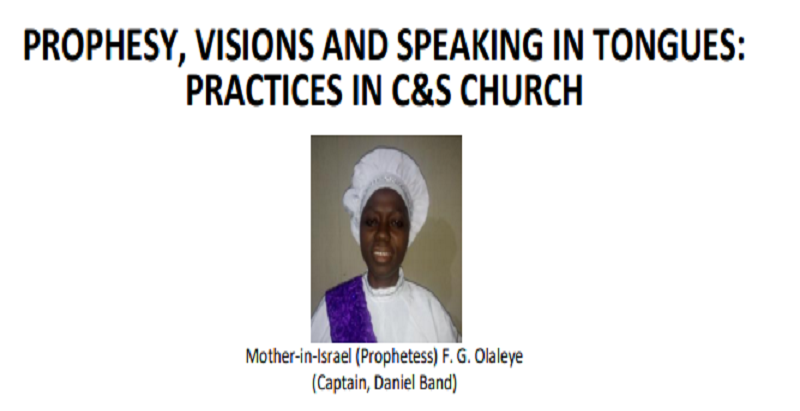 PROPHESY, VISIONS AND SPEAKING IN TONGUES:
PRACTICES IN C&S CHURCH
Mother-in-Israel (Prophetess) F. G. Olaleye
(Captain, Daniel Band)